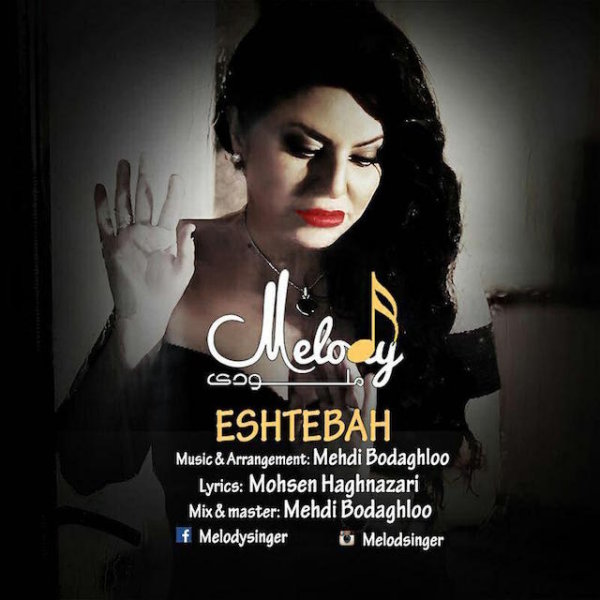 Melody
ملودی
ESHTEBAH
Music & Arrangement: Mehdi Bodaghloo
Lyrics: Mohsen Haghnazari
Mix & master: Mehdi Bodaghloo
f Melodysinger Melodsinger